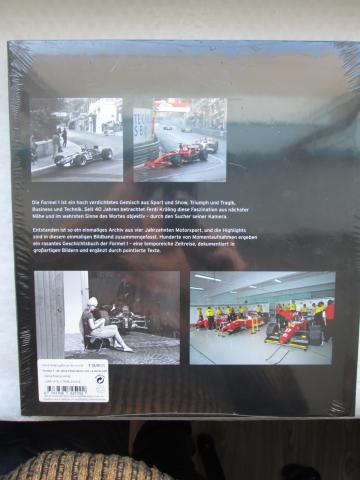 Die Formel 1 ist ein hoch verdichtetes Gemisch aus Sport und Show, Triumph und Tragik,
Business und Technik. Seit 40 Jahren betrachtet Ferdi Kräling diese Faszination aus nächster
Nähe und im wahrsten Sinne des Wortes objektiv – durch den Sucher seiner Kamera.
Entstanden ist so ein einmaliges Archiv aus vier Jahrzehnten Motorsport, und die Highlights
sind in diesem einmaligen Bildband zusammengefasst. Hunderte von Momentaufnahmen ergeben
ein rasantes Geschichtsbuch der Formel 1 – eine temporeiche Zeitreise, dokumentiert in
großartigen Bildern und ergänzt durch pointierte Texte.